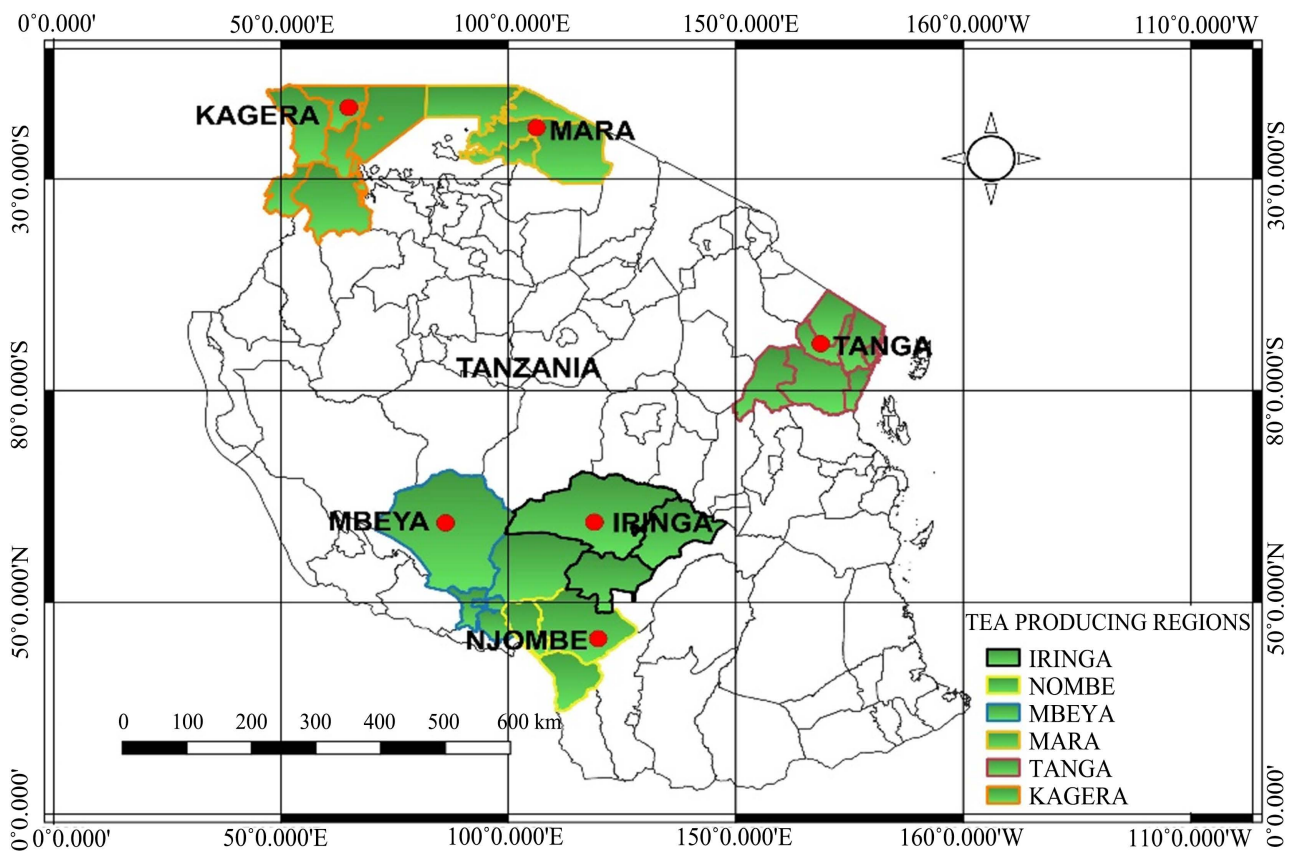 0°0.000' 50°0.000'E 100°0.000'E 150°0.000'E 160°0.000'W 110°0.000'W
30°0.000'S 30°0.000'S
KAGERA
MARA
TANGA
TANZANIA
80°0.000'S 80°0.000'S
MBEYA
IRINGA
50°0.000'N 50°0.000'N
NJOMBE
TEA PRODUCING REGIONS
IRINGA
NOMBE
MBEYA
MARA
TANGA
KAGERA
0 100 200 300 400 500 600 km
0°0.000' 0°0.000'
0°0.000' 50°0.000'E 100°0.000'E 150°0.000'E 160°0.000'W 110°0.000'W